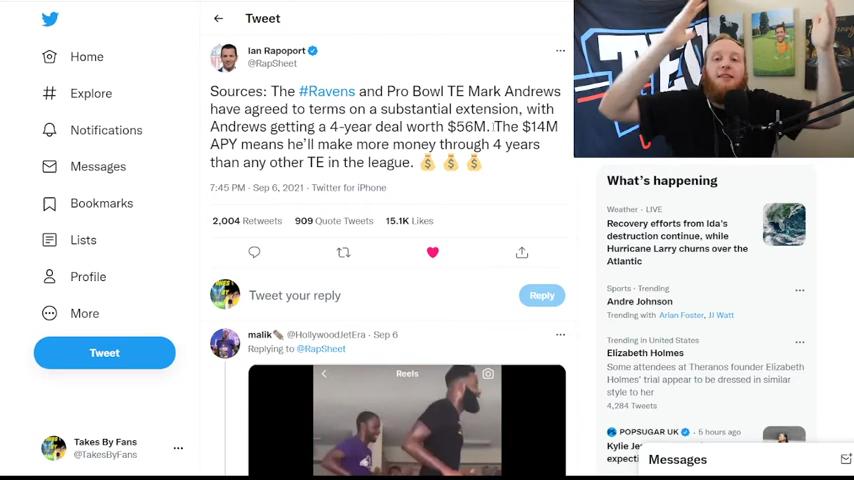 Tweet
Ian Rapoport
@RapSheet
Sources: The #Ravens and Pro Bowl TE Mark Andrews
have agreed to terms on a substantial extension, with
Andrews getting a 4-year deal worth $56M. The $14M
APY means he'll make more money through 4 years
than any other TE in the league. 💰 💰 💰
7:45 PM · Sep 6, 2021 · Twitter for iPhone
2,004 Retweets 909 Quote Tweets 15.1K Likes
Tweet your reply
Reply
malik @HollywoodJetEra · Sep 6
Replying to @RapSheet
Reels
Home
Explore
Notifications
Messages
Bookmarks
Lists
Profile
More
Tweet
Takes By Fans
@TakesByFans
What's happening
Weather · LIVE
Recovery efforts from Ida's
destruction continue, while
Hurricane Larry churns over the
Atlantic
Sports · Trending
Andre Johnson
Trending with Arian Foster, JJ Watt
Trending in United States
Elizabeth Holmes
Some attendees at Theranos founder Elizabeth
Holmes' trial appear to be dressed in similar
style to her
4,284 Tweets
POPSUGAR UK · 5 hours ago
Messages